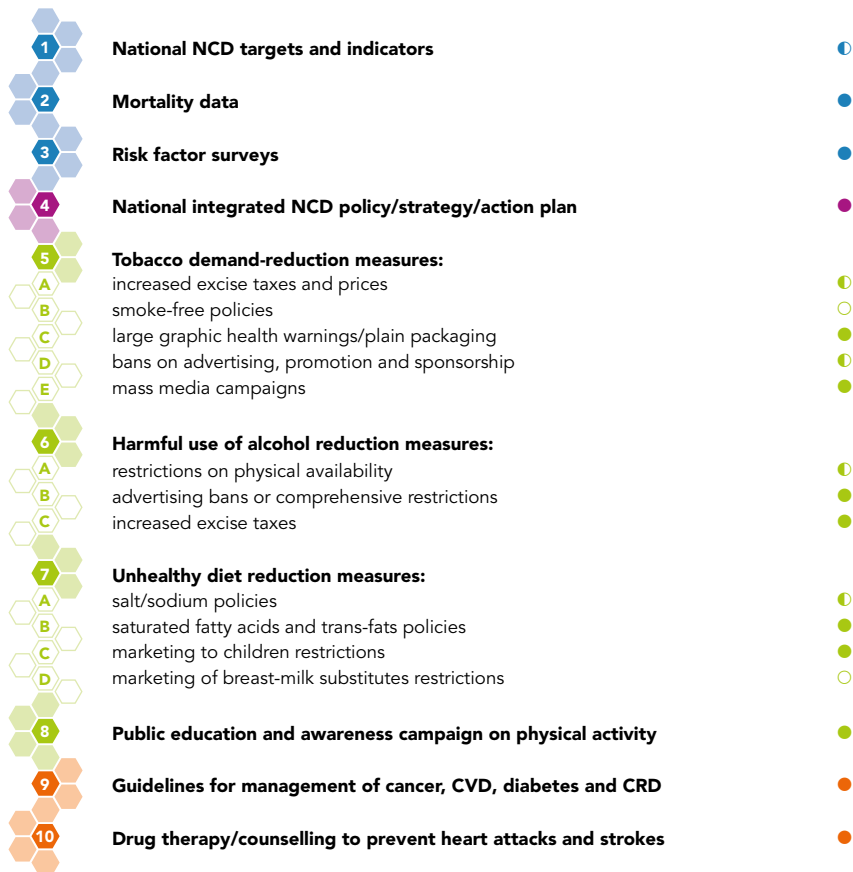 1 National NCD targets and indicators
2 Mortality data
3 Risk factor surveys
4 National integrated NCD policy/strategy/action plan
5 Tobacco demand-reduction measures:
A increased excise taxes and prices
B smoke-free policies
C large graphic health warnings/plain packaging
D bans on advertising, promotion and sponsorship
E mass media campaigns
6 Harmful use of alcohol reduction measures:
A restrictions on physical availability
B advertising bans or comprehensive restrictions
C increased excise taxes
7 Unhealthy diet reduction measures:
A salt/sodium policies
B saturated fatty acids and trans-fats policies
C marketing to children restrictions
D marketing of breast-milk substitutes restrictions
8 Public education and awareness campaign on physical activity
9 Guidelines for management of cancer, CVD, diabetes and CRD
10 Drug therapy/counselling to prevent heart attacks and strokes